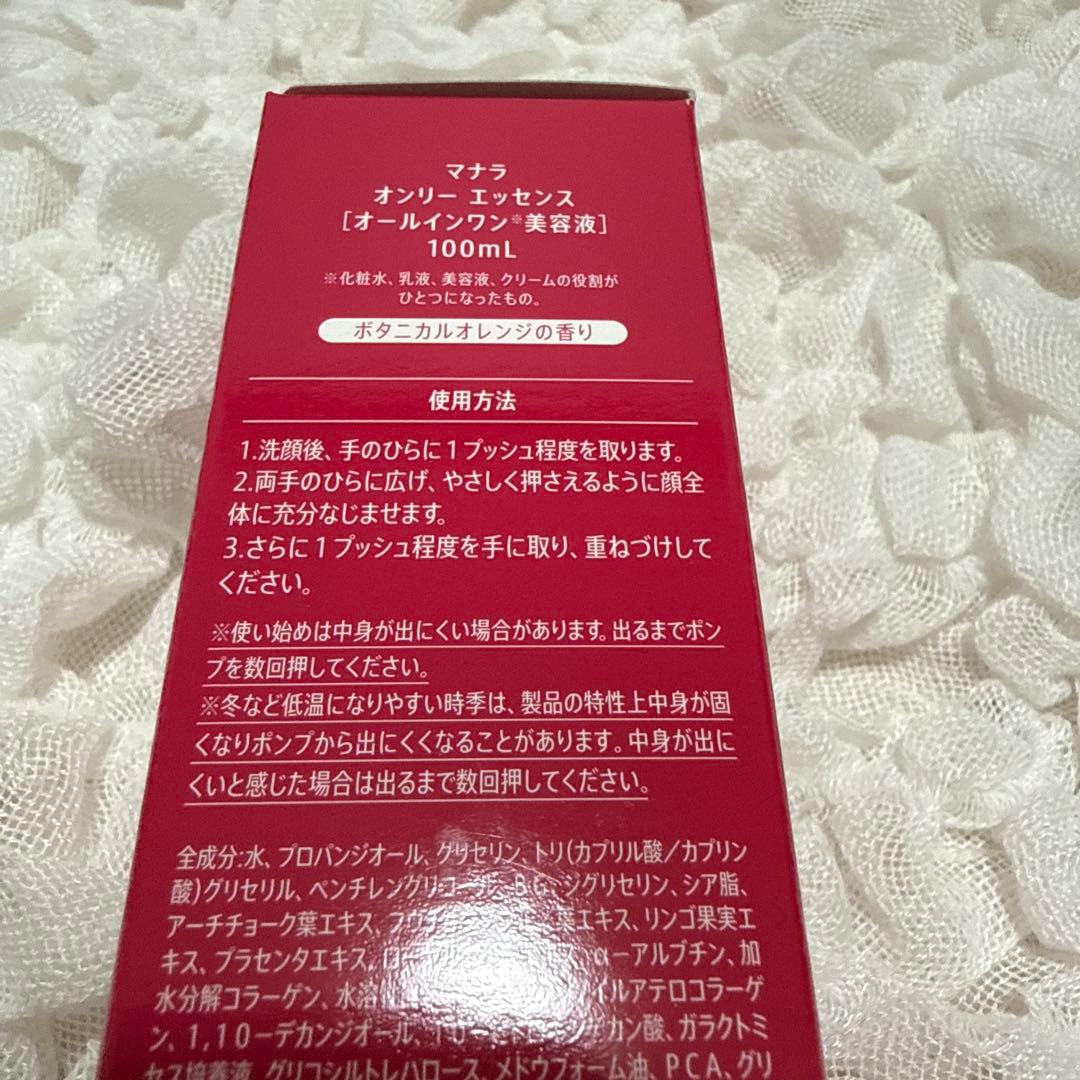 マナラ
オンリー エッセンス
[オールインワン※美容液]
100mL
※化粧水、乳液、美容液、クリームの役割が
ひとつになったもの。
ボタニカルオレンジの香り
使用方法
1.洗顔後、手のひらに1プッシュ程度を取ります。
2.両手のひらに広げ、やさしく押さえるように顔全
体に充分なじませます。
3.さらに1プッシュ程度を手に取り、重ねづけして
ください。
※使い始めは中身が出にくい場合があります。出るまでポン
プを数回押してください。
※冬など低温になりやすい時季は、製品の特性上中身が固
くなりポンプから出にくくなることがあります。中身が出に
くいと感じた場合は出るまで数回押してください。
全成分:水、プロパンジオール、グリセリン、トリ(カプリル酸/カプリン
酸)グリセリル、ペンチレングリコール、BG、ジグリセリン、シア脂、
アーチチョーク葉エキス、エキス、リンゴ果実エ
キス、プラセンタエキス、ーアルブチン、加
水分解コラーゲン、水溶イルアテロコラーゲ
ン、1,10-デカンジオール、カン酸、ガラクトミ
セス培養液、グリコシルトレハロース、メドウフォーム油、PCA、グリ